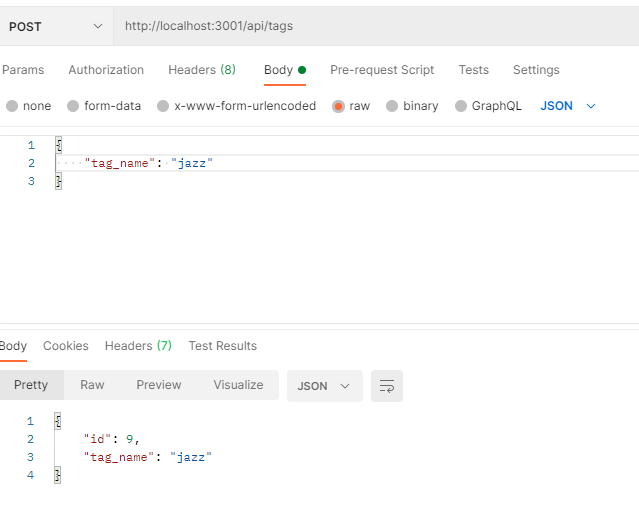 POST http://localhost:3001/api/tags
Params Authorization Headers (8) Body Pre-request Script Tests Settings
none form-data x-www-form-urlencoded raw binary GraphQL JSON
1 {
2 "tag_name": "jazz"
3 }
Body Cookies Headers (7) Test Results
Pretty Raw Preview Visualize JSON
1 {
2 "id": 9,
3 "tag_name": "jazz"
4 }